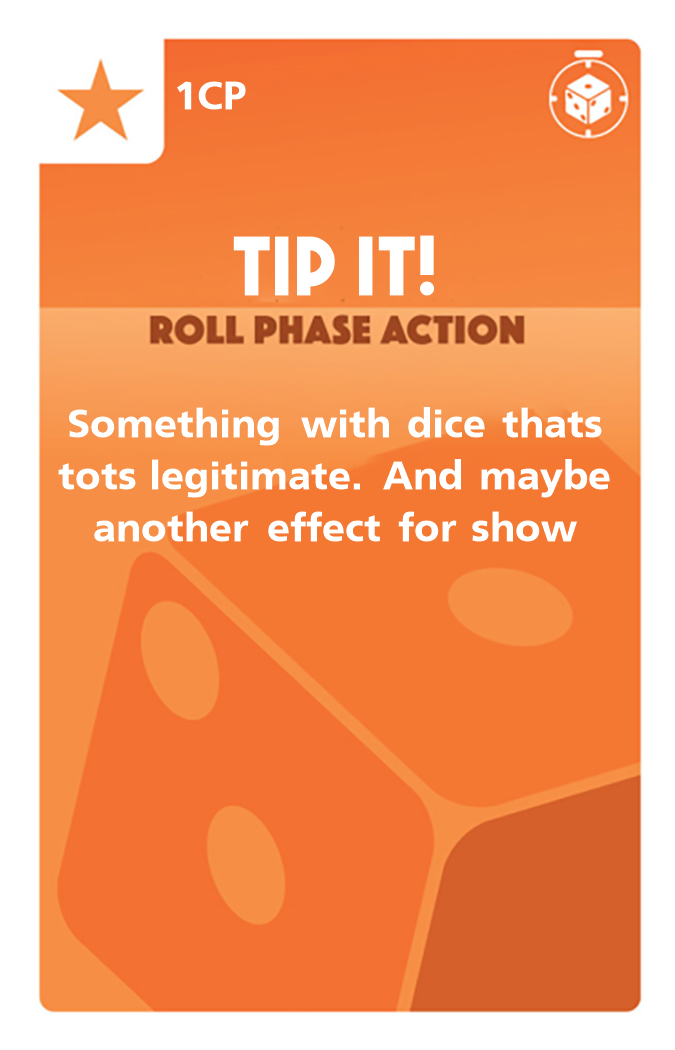 1CP
TIP IT!
ROLL PHASE ACTION
Something with dice thats
tots legitimate. And maybe
another effect for show